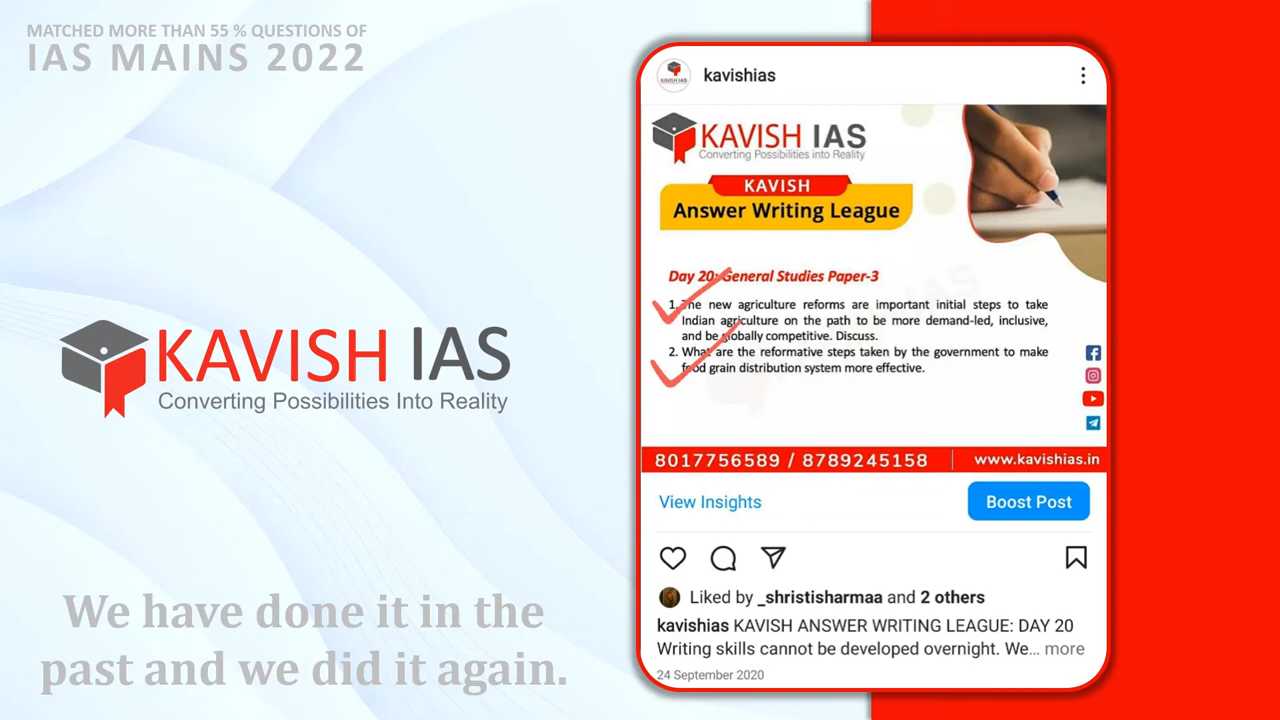 MATCHED MORE THAN 55 % QUESTIONS OF
IAS MAINS 2022
KAVISH IAS
Converting Possibilities Into Reality
We have done it in the
past and we did it again.
kavishias
KAVISH IAS
Converting Possibilities into Reality
KAVISH
Answer Writing League
Day 20: General Studies Paper-3
1. The new agriculture reforms are important initial steps to take
Indian agriculture on the path to be more demand-led, inclusive,
and be globally competitive. Discuss.
2. What are the reformative steps taken by the government to make
food grain distribution system more effective.
8017756589 / 8789245158
www.kavishias.in
View Insights
Boost Post
Liked by _shristisharmaa and 2 others
kavishias KAVISH ANSWER WRITING LEAGUE: DAY 20
Writing skills cannot be developed overnight. We... more
24 September 2020